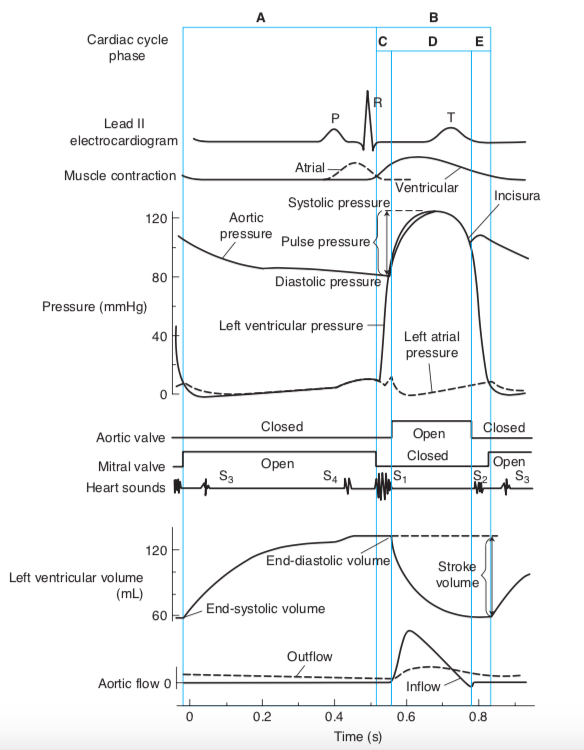 A
B
Cardiac cycle
phase
C
D
E
R
P
T
Lead II
electrocardiogram
Atrial
Muscle contraction
Ventricular
Systolic pressure
Incisura
120
Aortic
pressure
Pulse pressure
80
Diastolic pressure
Pressure (mmHg)
Left ventricular pressure
40
Left atrial
pressure
0
Closed
Closed
Aortic valve
Open
Closed
Mitral valve
Open
Open
Heart sounds
S3
S4
S1
S2
S3
120
End-diastolic volume
Left ventricular volume
(mL)
Stroke
volume
60
End-systolic volume
Outflow
Aortic flow 0
Inflow
0
0.2
0.4
0.6
0.8
Time (s)